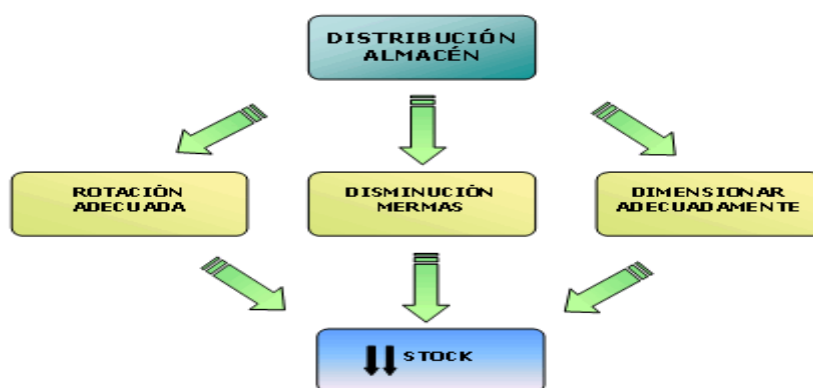 DISTRIBUCIÓN
ALMACÉN
ROTACIÓN
ADECUADA
DISMINUCIÓN
MERMAS
DIMENSIONAR
ADECUADAMENTE
STOCK